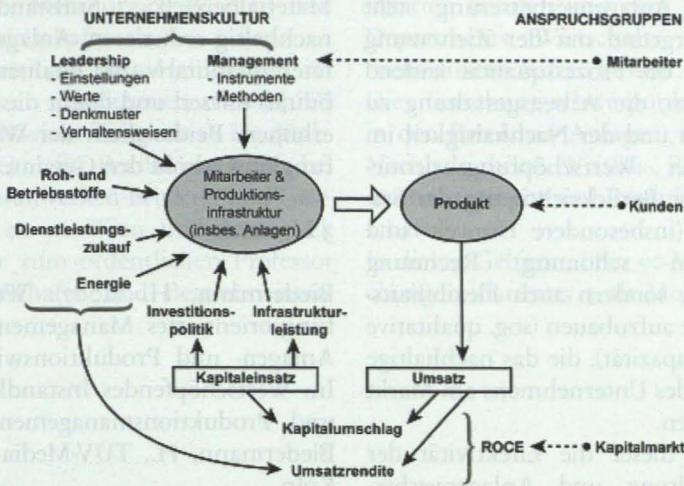 UNTERNEHMENSKULTUR
ANSPRUCHSGRUPPEN
Leadership
- Einstellungen
- Werte
- Denkmuster
- Verhaltensweisen
Management
- Instrumente
- Methoden
Mitarbeiter
Roh- und
Betriebsstoffe
Dienstleistungs-
zukauf
Energie
Mitarbeiter &
Produktions-
infrastruktur
(insbes. Anlagen)
Produkt
Kunden
Investitions-
politik
Infrastruktur-
leistung
Kapitaleinsatz
Umsatz
Kapitalumschlag
ROCE
Kapitalmarkt
Umsatzrendite